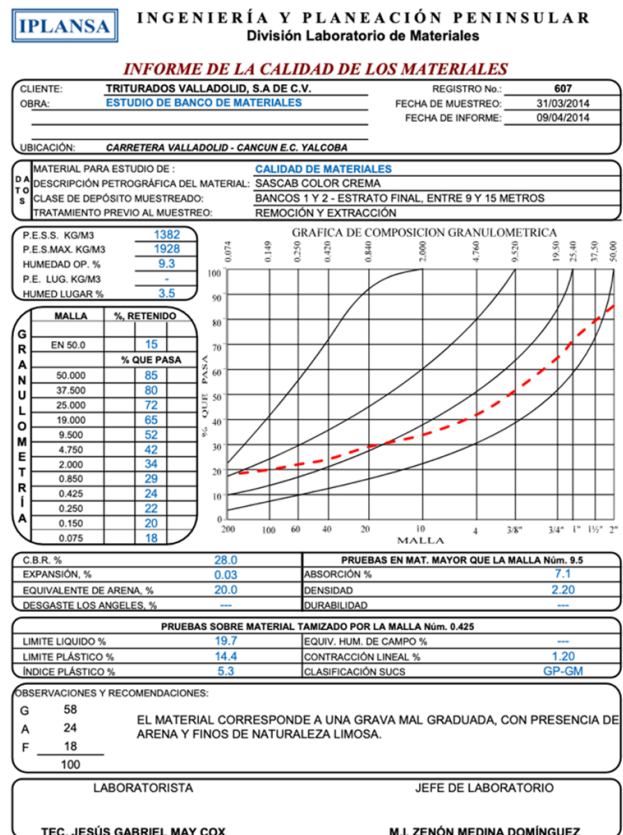 IPLANSA
INGENIERÍA Y PLANEACIÓN PENINSULAR
División Laboratorio de Materiales
INFORME DE LA CALIDAD DE LOS MATERIALES
CLIENTE: TRITURADOS VALLADOLID, S.A DE C.V. REGISTRO No.: 607
OBRA: ESTUDIO DE BANCO DE MATERIALES FECHA DE MUESTREO: 31/03/2014
FECHA DE INFORME: 09/04/2014
UBICACIÓN: CARRETERA VALLADOLID - CANCUN E.C. YALCOBA
DATOS
MATERIAL PARA ESTUDIO DE : CALIDAD DE MATERIALES
DESCRIPCIÓN PETROGRÁFICA DEL MATERIAL: SASCAB COLOR CREMA
CLASE DE DEPÓSITO MUESTREADO: BANCOS 1 Y 2 - ESTRATO FINAL, ENTRE 9 Y 15 METROS
TRATAMIENTO PREVIO AL MUESTREO: REMOCIÓN Y EXTRACCIÓN
P.E.S.S. KG/M3 1382
P.E.S.MAX. KG/M3 1928
HUMEDAD OP. % 9.3
P.E. LUG. KG/M3 -
HUMED LUGAR % 3.5
GRANULOMETRÍA
MALLA %, RETENIDO
EN 50.0 15
% QUE PASA
50.000 85
37.500 80
25.000 72
19.000 65
9.500 52
4.750 42
2.000 34
0.850 29
0.425 24
0.250 22
0.150 20
0.075 18
GRAFICA DE COMPOSICION GRANULOMETRICA
0.074 0.149 0.250 0.420 0.840 2.000 4.760 9.520 19.50 25.40 37.50 50.00
100
90
80
70
60
50
40
30
20
10
0
% QUE PASA
200 100 60 40 20 10 4 3/8" 3/4" 1" 1½" 2"
MALLA
C.B.R. % 28.0 PRUEBAS EN MAT. MAYOR QUE LA MALLA Núm. 9.5
EXPANSIÓN, % 0.03 ABSORCIÓN % 7.1
EQUIVALENTE DE ARENA, % 20.0 DENSIDAD 2.20
DESGASTE LOS ANGELES, % --- DURABILIDAD ---
PRUEBAS SOBRE MATERIAL TAMIZADO POR LA MALLA Núm. 0.425
LIMITE LIQUIDO % 19.7 EQUIV. HUM. DE CAMPO % ---
LIMITE PLÁSTICO % 14.4 CONTRACCIÓN LINEAL % 1.20
ÍNDICE PLÁSTICO % 5.3 CLASIFICACIÓN SUCS GP-GM
OBSERVACIONES Y RECOMENDACIONES:
G 58
A 24
F 18
100
EL MATERIAL CORRESPONDE A UNA GRAVA MAL GRADUADA, CON PRESENCIA DE
ARENA Y FINOS DE NATURALEZA LIMOSA.
LABORATORISTA JEFE DE LABORATORIO
TEC. JESÚS GABRIEL MAY COX M.I. ZENÓN MEDINA DOMÍNGUEZ